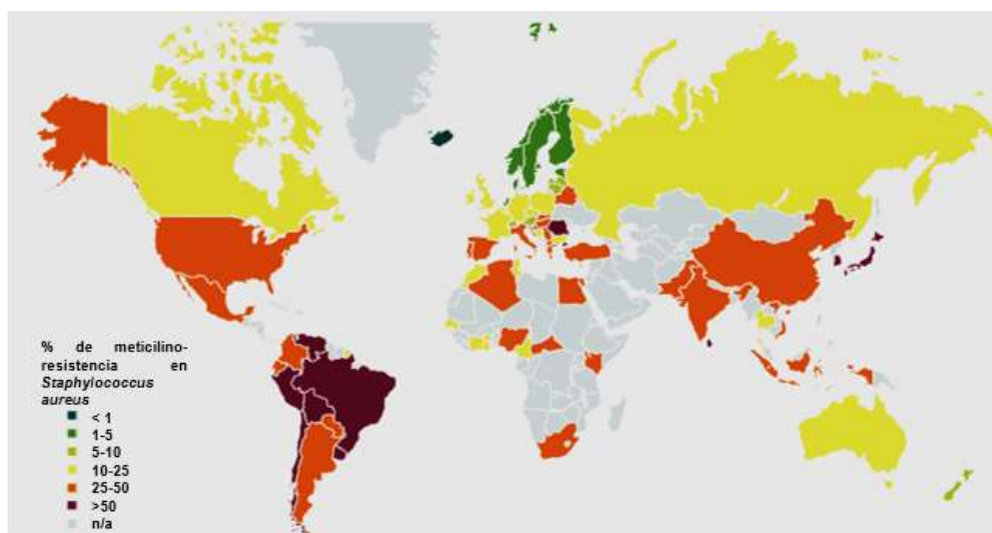 % de meticilino-
resistencia en
Staphylococcus
aureus
< 1
1-5
5-10
10-25
25-50
>50
n/a